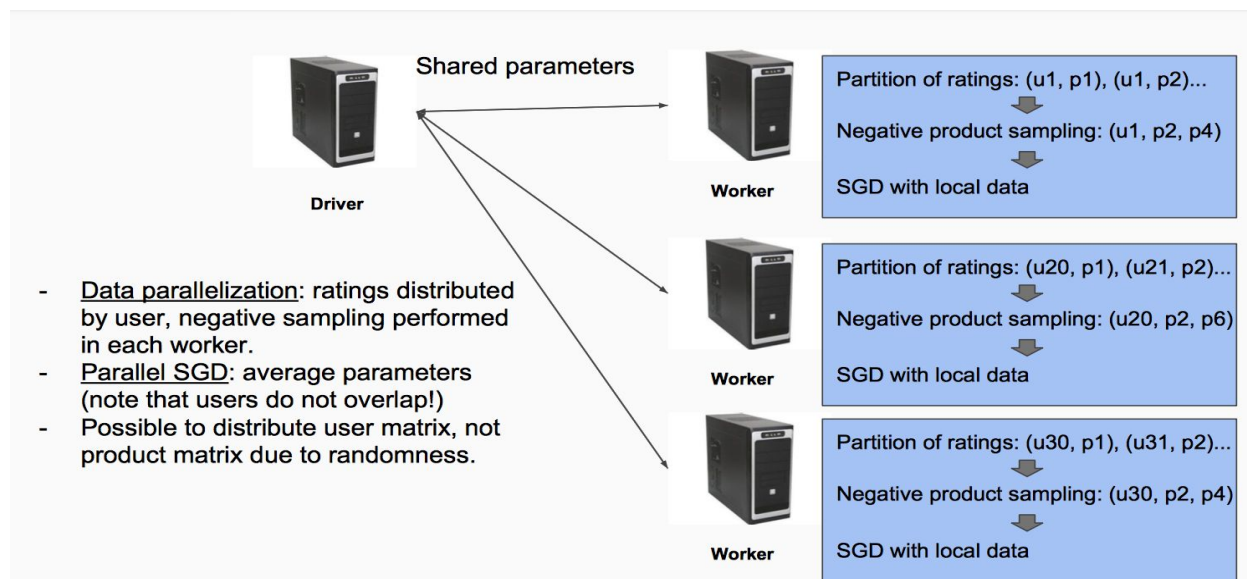 Shared parameters
Driver
- Data parallelization: ratings distributed
by user, negative sampling performed
in each worker.
- Parallel SGD: average parameters
(note that users do not overlap!)
- Possible to distribute user matrix, not
product matrix due to randomness.
Worker
Partition of ratings: (u1, p1), (u1, p2)...
Negative product sampling: (u1, p2, p4)
SGD with local data
Worker
Partition of ratings: (u20, p1), (u21, p2)...
Negative product sampling: (u20, p2, p6)
SGD with local data
Worker
Partition of ratings: (u30, p1), (u31, p2)...
Negative product sampling: (u30, p2, p4)
SGD with local data